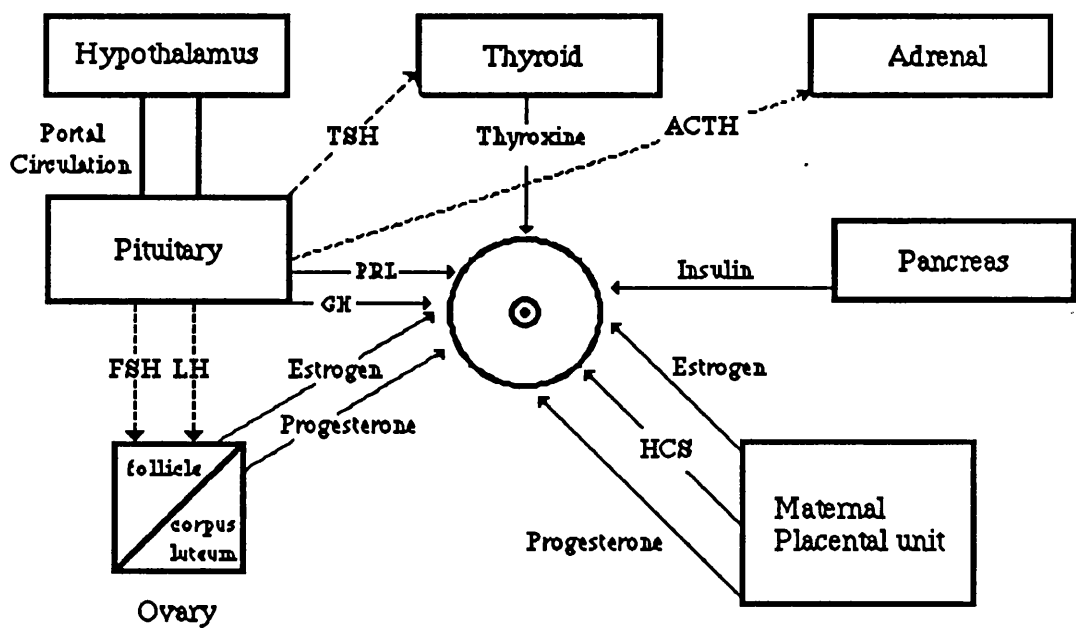 Hypothalamus
Thyroid
Adrenal
Portal
Circulation
TSH
Thyroxine
ACTH
Pituitary
PRL
GH
Insulin
Pancreas
FSH LH
Estrogen
Progesterone
Estrogen
HCS
Progesterone
follicle
corpus
luteum
Ovary
Maternal
Placental unit